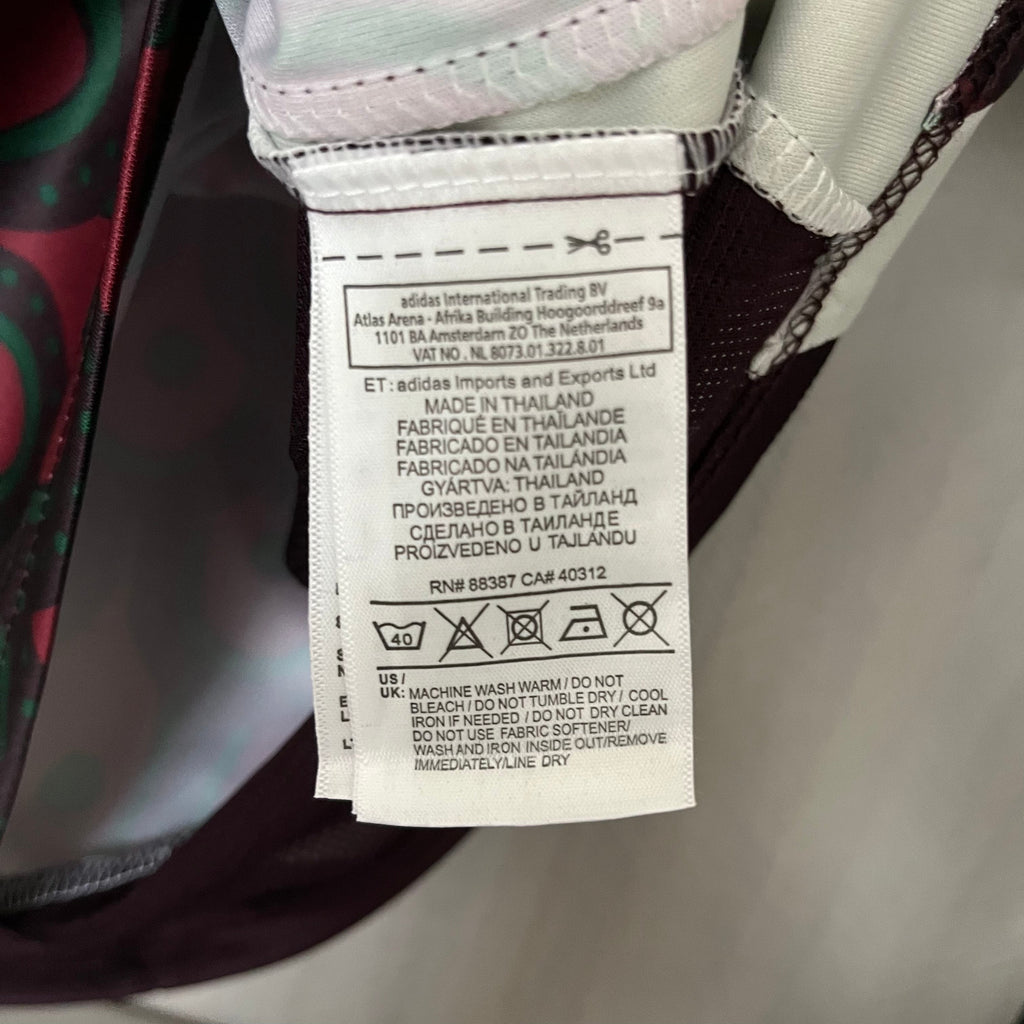 adidas International Trading BV
Atlas Arena - Afrika Building Hoogoorddreef 9a
1101 BA Amsterdam ZO The Netherlands
VAT NO . NL 8073.01.322.8.01
ET: adidas Imports and Exports Ltd
MADE IN THAILAND
FABRIQUÉ EN THAÏLANDE
FABRICADO EN TAILANDIA
FABRICADO NA TAILÁNDIA
GYÁRTVA: THAILAND
ПРОИЗВЕДЕНО В ТАЙЛАНД
СДЕЛАНО В ТАИЛАНДЕ
PROIZVEDENO U TAJLANDU
RN# 88387 CA# 40312
40
US/
UK: MACHINE WASH WARM/DO NOT
BLEACH/DO NOT TUMBLE DRY/ COOL
IRON IF NEEDED/DO NOT DRY CLEAN
DO NOT USE FABRIC SOFTENER/
WASH AND IRON INSIDE OUT/REMOVE
IMMEDIATELY/LINE DRY